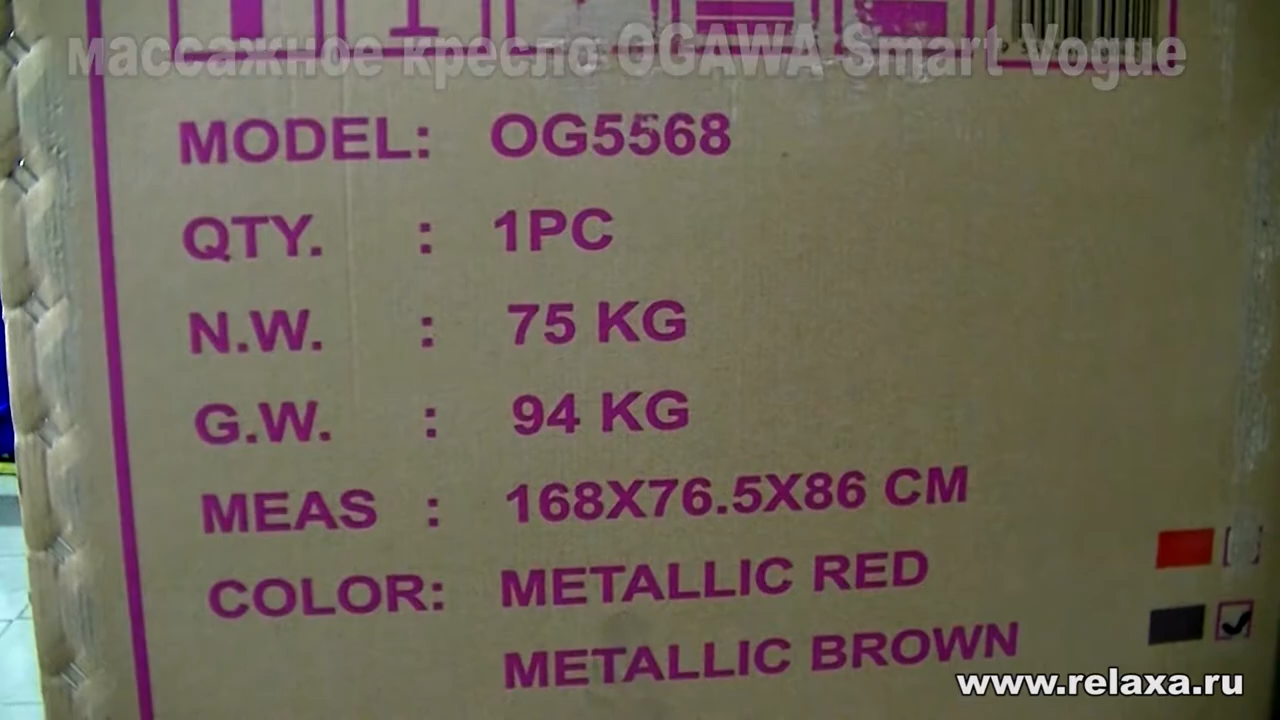 массажное кресло OGAWA Smart Vogue
MODEL: OG5568
QTY. : 1PC
N.W. : 75 KG
G.W. : 94 KG
MEAS : 168X76.5X86 CM
COLOR: METALLIC RED
METALLIC BROWN
www.relaxa.ru